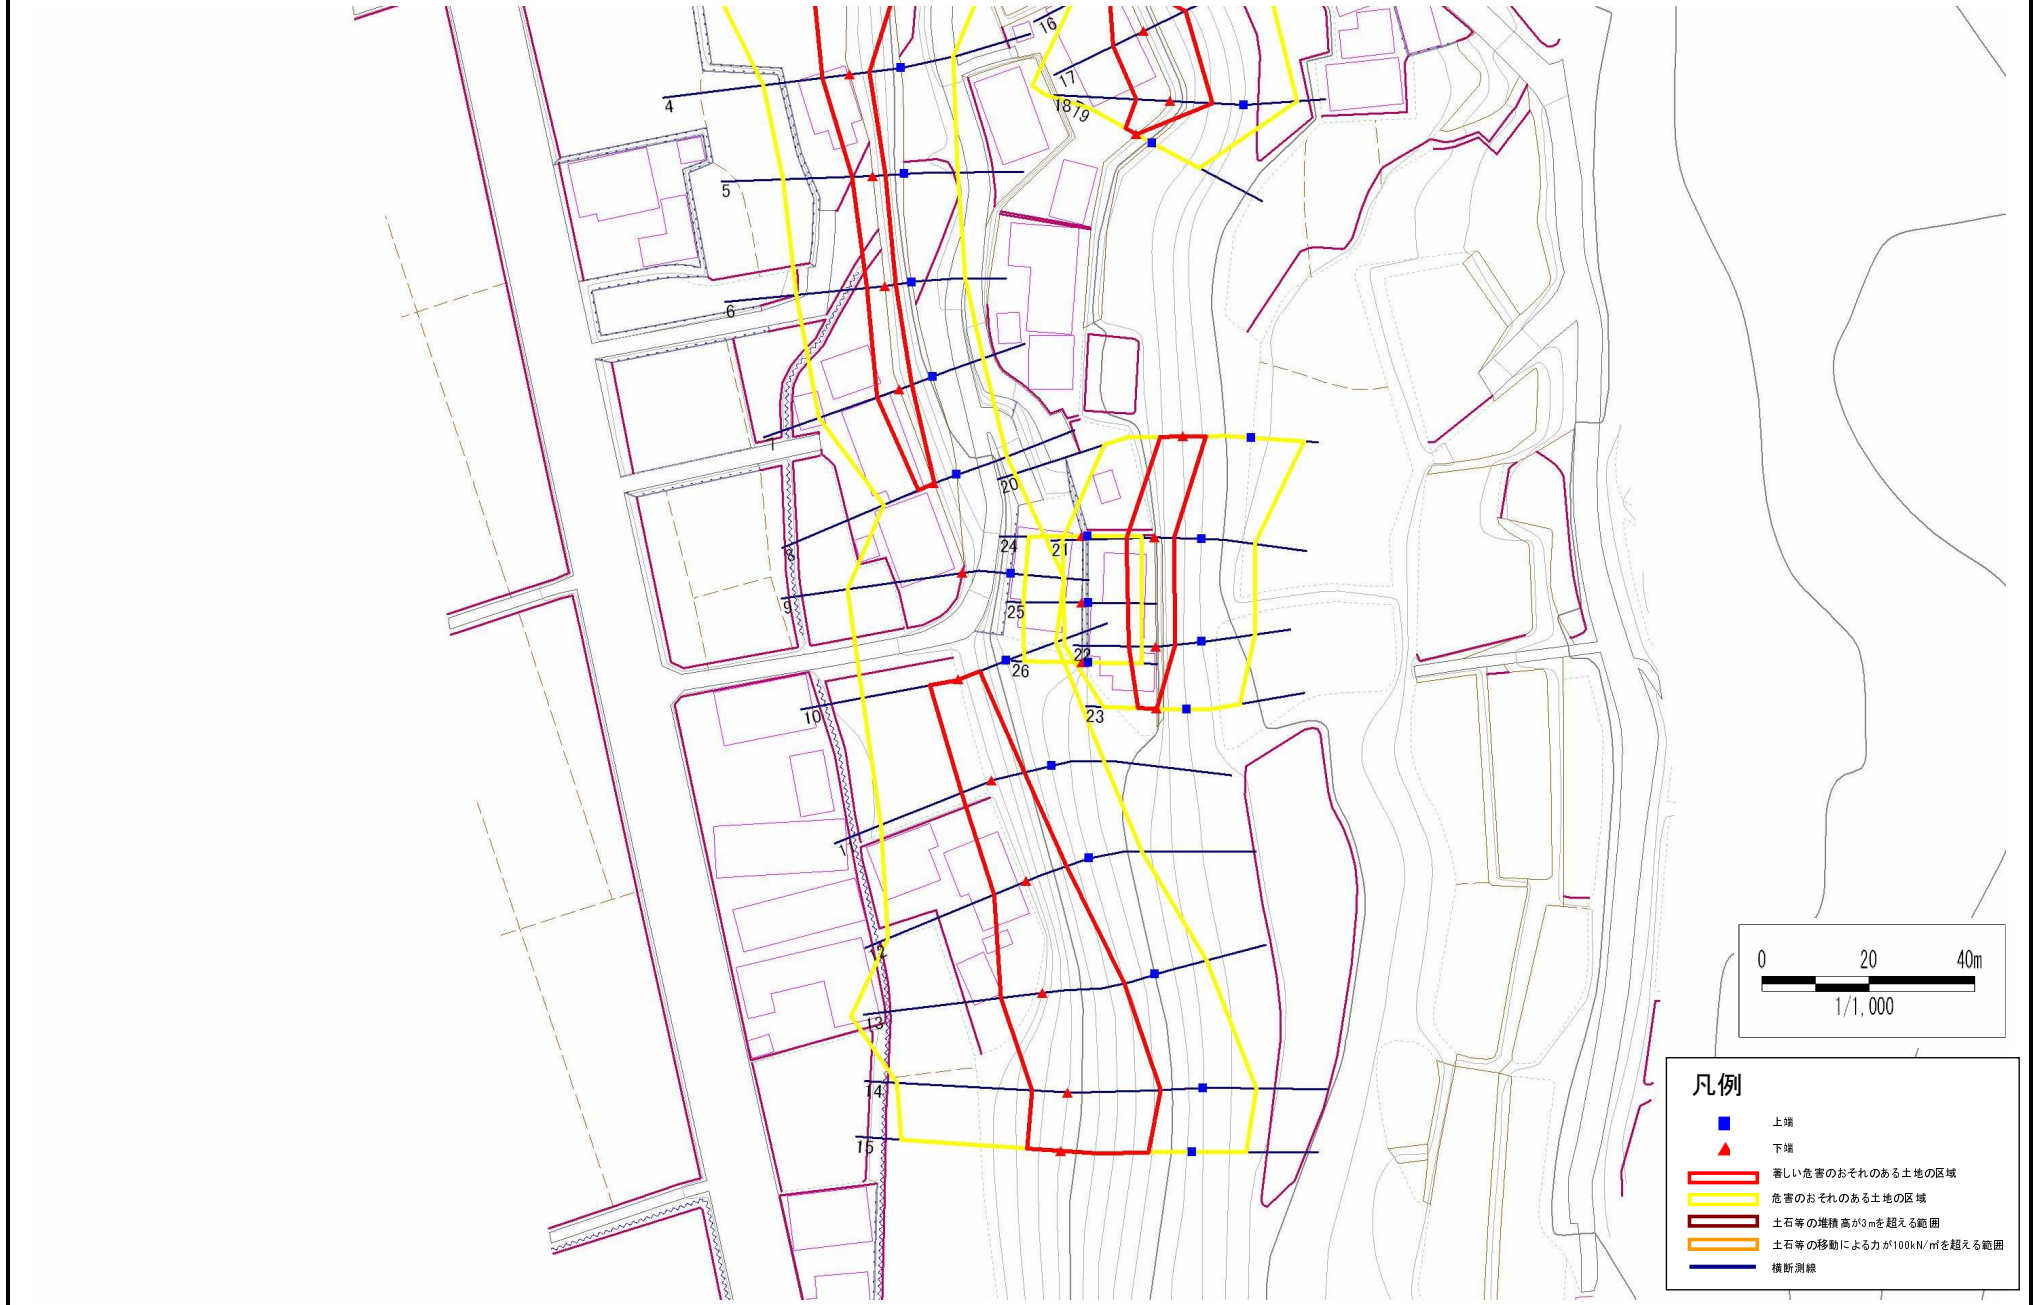 16
17
4
18
19
5
6
7
20
8
24
21
9
25
22
26
10
23
11
12
13
14
15
0 20 40m
1/1,000
凡例
上端
下端
著しい危害のおそれのある土地の区域
危害のおそれのある土地の区域
土石等の堆積高が3mを超える範囲
土石等の移動による力が100kN/㎡を超える範囲
横断測線